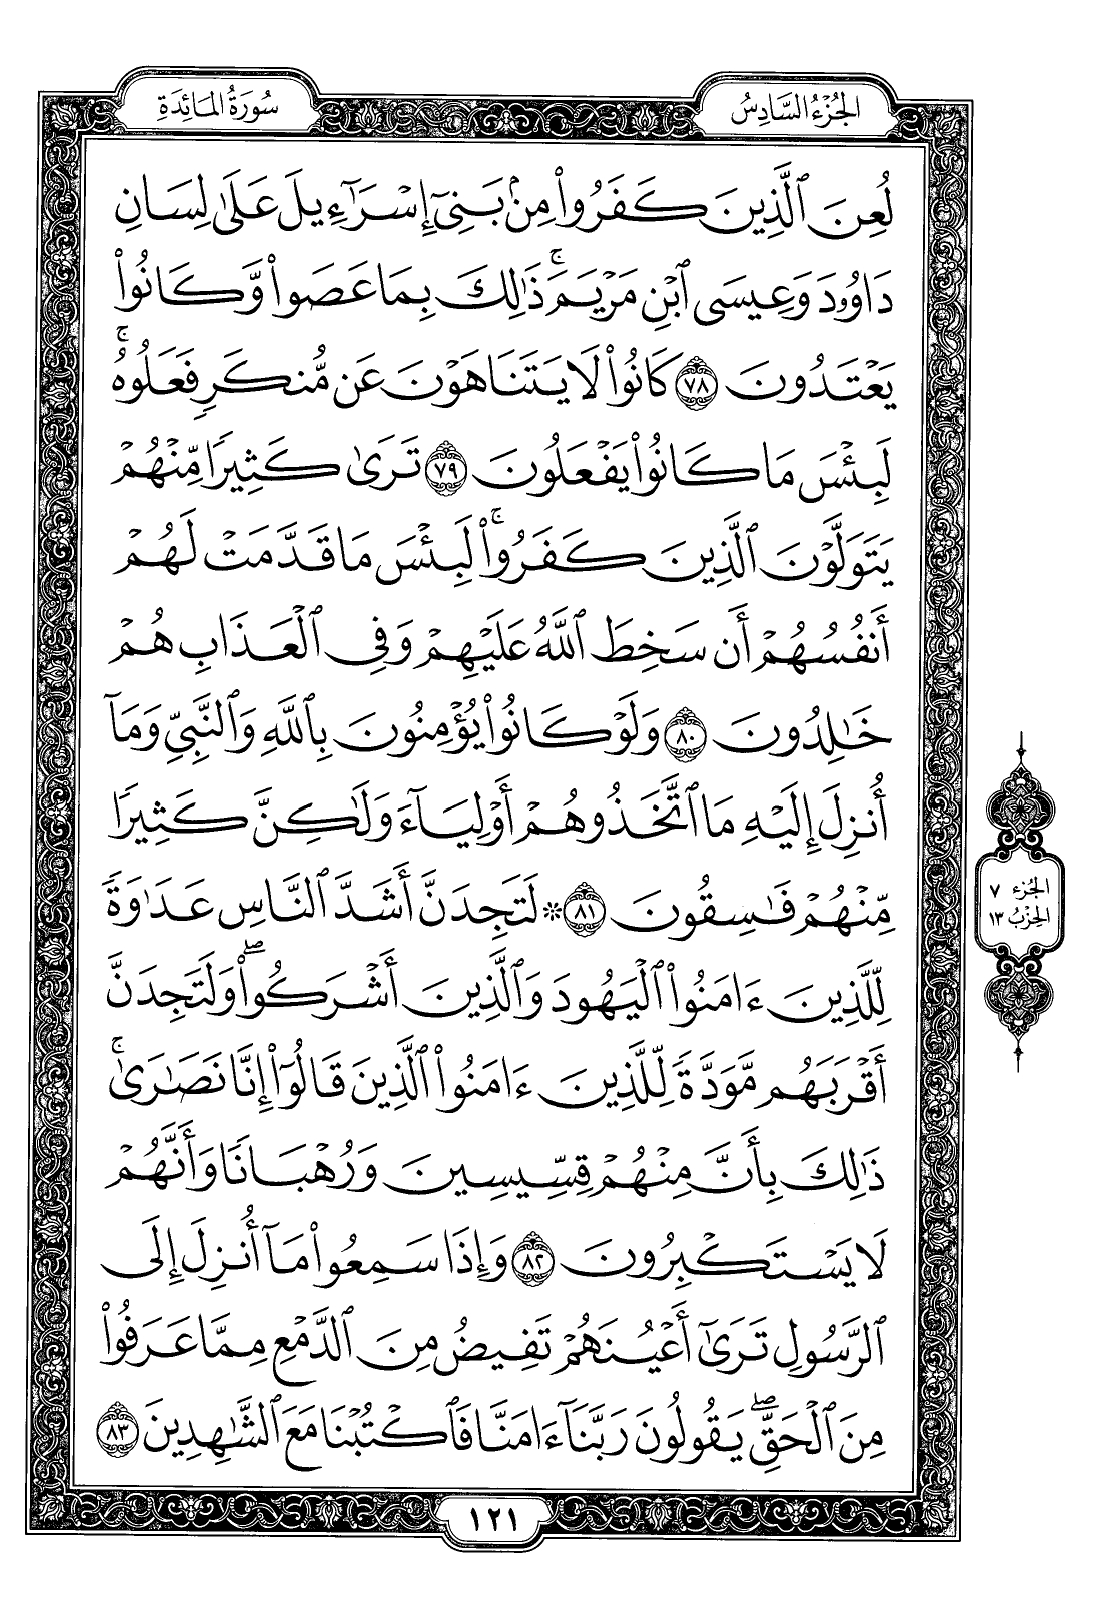 الجُزْءُ السَّادِسُ
سُورَةُ المَائِدَةِ
لُعِنَ ٱلَّذِينَ كَفَرُوا۟ مِنۢ بَنِىٓ إِسْرَٰٓءِيلَ عَلَىٰ لِسَانِ
دَاوُۥدَ وَعِيسَى ٱبْنِ مَرْيَمَ ۚ ذَٰلِكَ بِمَا عَصَوا۟ وَّكَانُوا۟
يَعْتَدُونَ ٧٨ كَانُوا۟ لَا يَتَنَاهَوْنَ عَن مُّنكَرٍ فَعَلُوهُ ۚ
لَبِئْسَ مَا كَانُوا۟ يَفْعَلُونَ ٧٩ تَرَىٰ كَثِيرًا مِّنْهُمْ
يَتَوَلَّوْنَ ٱلَّذِينَ كَفَرُوا۟ ۚ لَبِئْسَ مَا قَدَّمَتْ لَهُمْ
أَنفُسُهُمْ أَن سَخِطَ ٱللَّهُ عَلَيْهِمْ وَفِى ٱلْعَذَابِ هُمْ
خَٰلِدُونَ ٨٠ وَلَوْ كَانُوا۟ يُؤْمِنُونَ بِٱللَّهِ وَٱلنَّبِىِّ وَمَآ
أُنزِلَ إِلَيْهِ مَا ٱتَّخَذُوهُمْ أَوْلِيَآءَ وَلَٰكِنَّ كَثِيرًا
مِّنْهُمْ فَٰسِقُونَ ٨١ ۞ لَتَجِدَنَّ أَشَدَّ ٱلنَّاسِ عَدَٰوَةً
لِّلَّذِينَ ءَامَنُوا۟ ٱلْيَهُودَ وَٱلَّذِينَ أَشْرَكُوا۟ ۖ وَلَتَجِدَنَّ
أَقْرَبَهُم مَّوَدَّةً لِّلَّذِينَ ءَامَنُوا۟ ٱلَّذِينَ قَالُوٓا۟ إِنَّا نَصَٰرَىٰ ۚ
ذَٰلِكَ بِأَنَّ مِنْهُمْ قِسِّيسِينَ وَرُهْبَانًا وَأَنَّهُمْ
لَا يَسْتَكْبِرُونَ ٨٢ وَإِذَا سَمِعُوا۟ مَآ أُنزِلَ إِلَى
ٱلرَّسُولِ تَرَىٰٓ أَعْيُنَهُمْ تَفِيضُ مِنَ ٱلدَّمْعِ مِمَّا عَرَفُوا۟
مِنَ ٱلْحَقِّ ۖ يَقُولُونَ رَبَّنَآ ءَامَنَّا فَٱكْتُبْنَا مَعَ ٱلشَّٰهِدِينَ ٨٣
الجُزء ٧
الحِزْبُ ١٣
١٢١